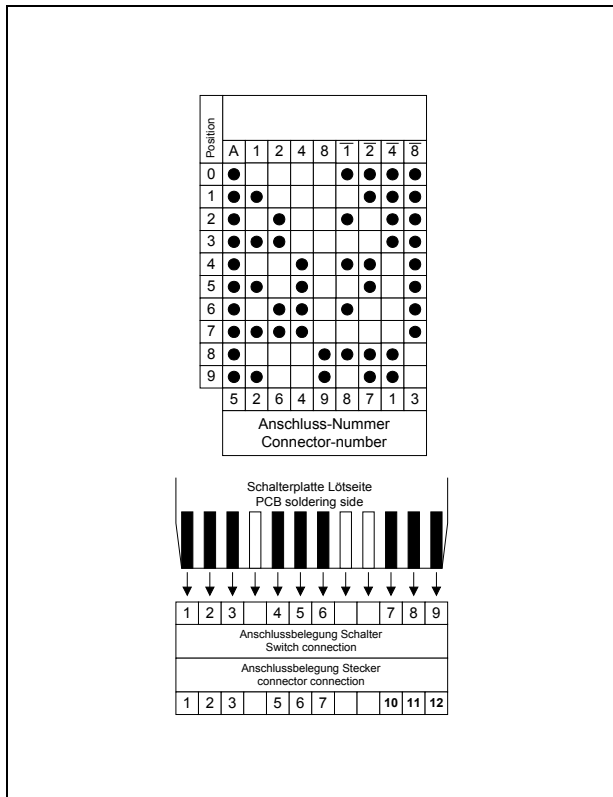 Position
A 1 2 4 8 1̅ 2̅ 4̅ 8̅
0
1
2
3
4
5
6
7
8
9
5 2 6 4 9 8 7 1 3
Anschluss-Nummer
Connector-number
Schalterplatte Lötseite
PCB soldering side
1 2 3 4 5 6 7 8 9
Anschlussbelegung Schalter
Switch connection
Anschlussbelegung Stecker
connector connection
1 2 3 5 6 7 10 11 12